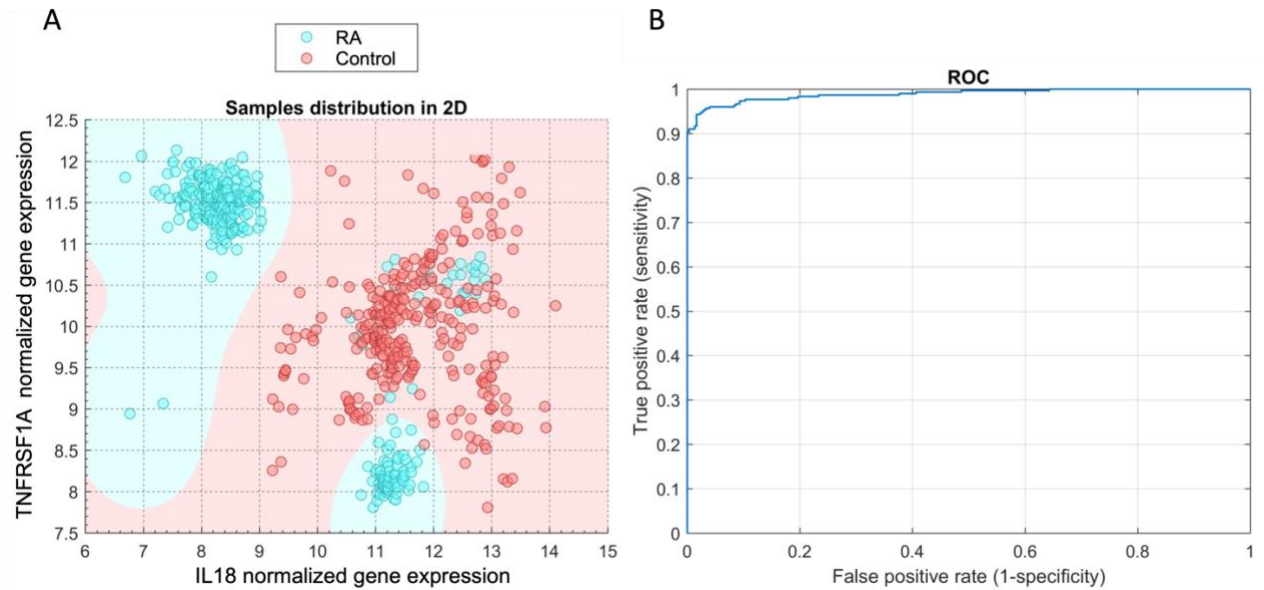 A
RA
Control
Samples distribution in 2D
TNFRSF1A normalized gene expression
12.5
12
11.5
11
10.5
10
9.5
9
8.5
8
7.5
6 7 8 9 10 11 12 13 14 15
IL18 normalized gene expression
B
ROC
True positive rate (sensitivity)
1
0.9
0.8
0.7
0.6
0.5
0.4
0.3
0.2
0.1
0
0 0.2 0.4 0.6 0.8 1
False positive rate (1-specificity)